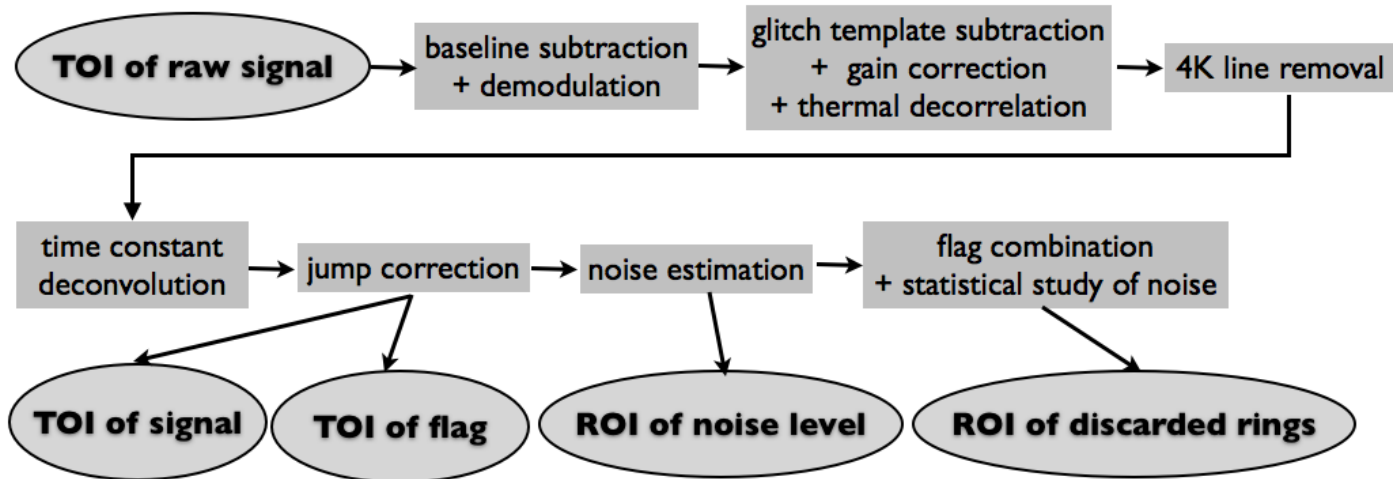 TOI of raw signal
baseline subtraction
+ demodulation
glitch template subtraction
+ gain correction
+ thermal decorrelation
4K line removal
time constant
deconvolution
jump correction
noise estimation
flag combination
+ statistical study of noise
TOI of signal
TOI of flag
ROI of noise level
ROI of discarded rings